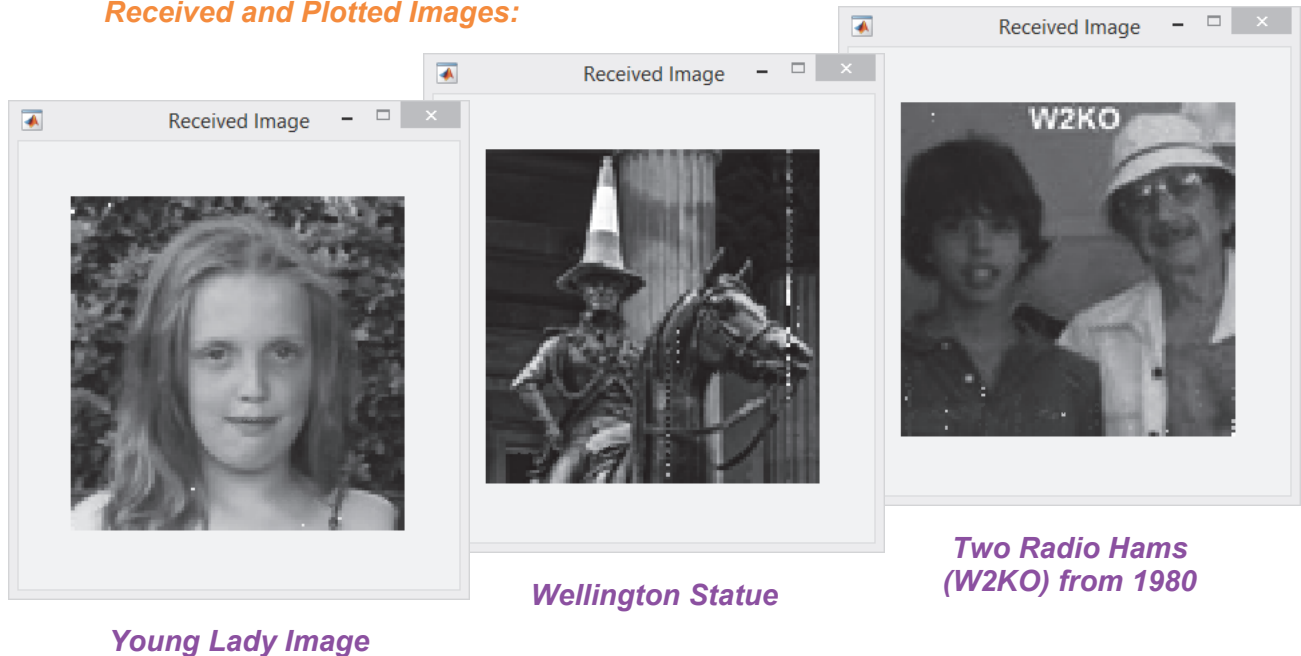 Received and Plotted Images:
Received Image
Received Image
Received Image
W2KO
Two Radio Hams
(W2KO) from 1980
Wellington Statue
Young Lady Image